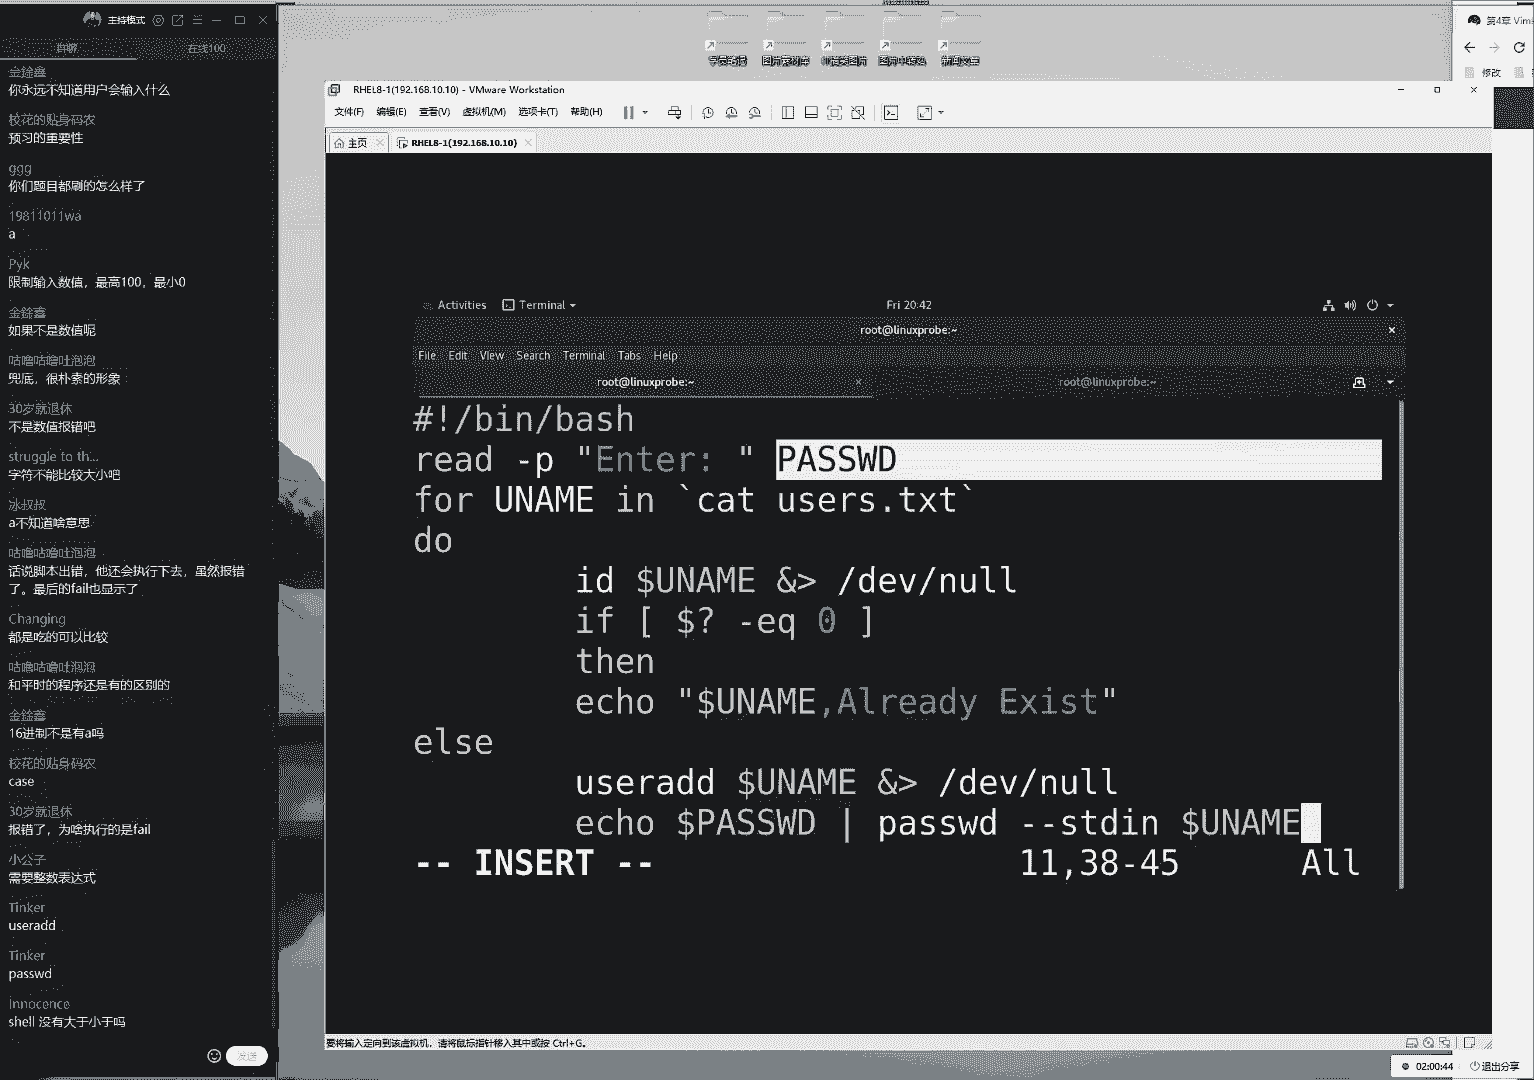 主持模式
群聊
在线100
金鑫鑫
你永远不知道用户会输入什么
校花的贴身码农
预习的重要性
ggg
你们题目都刷的怎么样了
19811011wa
a
Pyk
限制输入数值，最高100，最小0
如果不是数值呢
咕噜咕噜吐泡泡
兜底，很朴素的形象
30岁就退休
不是数值报错吧
struggle to th...
字符不能比较大小吧
冰叔叔
a不知道啥意思
咕噜咕噜吐泡泡
话说脚本出错，他还会执行下去，虽然报错
了。最后的fail也显示了
Changing
都是吃的可以比较
咕噜咕噜吐泡泡
和平时的程序还是有的区别的
16进制不是有a吗
校花的贴身码农
case
30岁就退休
报错了，为啥执行的是fail
小公子
需要整数表达式
Tinker
useradd
Tinker
passwd
Innocence
shell 没有大于小于吗
发送
RHEL8-1(192.168.10.10) - VMware Workstation
文件(F) 编辑(E) 查看(V) 虚拟机(M) 选项卡(T) 帮助(H)
主页 RHEL8-1(192.168.10.10)
Activities Terminal Fri 20:42
root@linuxprobe:~
File Edit View Search Terminal Tabs Help
root@linuxprobe:~ root@linuxprobe:~
#!/bin/bash
read -p "Enter: " PASSWD
for UNAME in `cat users.txt`
do
id $UNAME &> /dev/null
if [ $? -eq 0 ]
then
echo "$UNAME,Already Exist"
else
useradd $UNAME &> /dev/null
echo $PASSWD | passwd --stdin $UNAME
-- INSERT -- 11,38-45 All
要将输入定向到该虚拟机，请将鼠标指针移入其中或按 Ctrl+G。
第4章 Vim
修改
02:00:44 退出分享